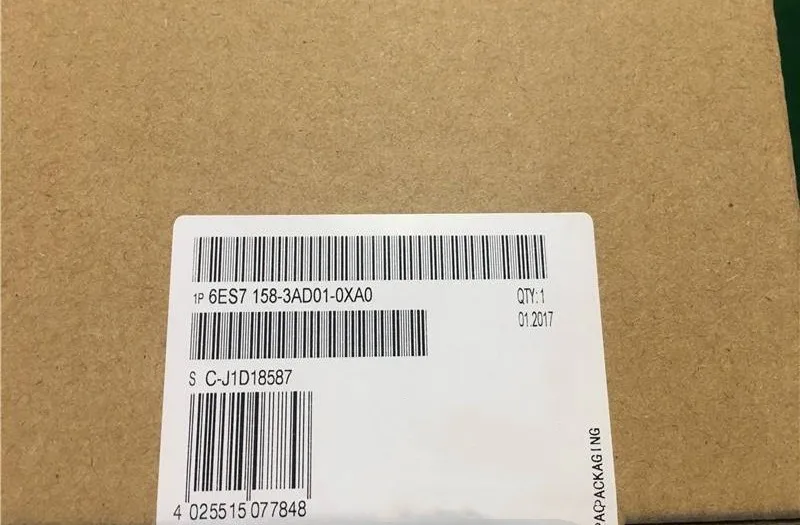 1P 6ES7 158-3AD01-0XA0
QTY:1
01.2017
S C-J1D18587
4 025515 077848
PACKAGING